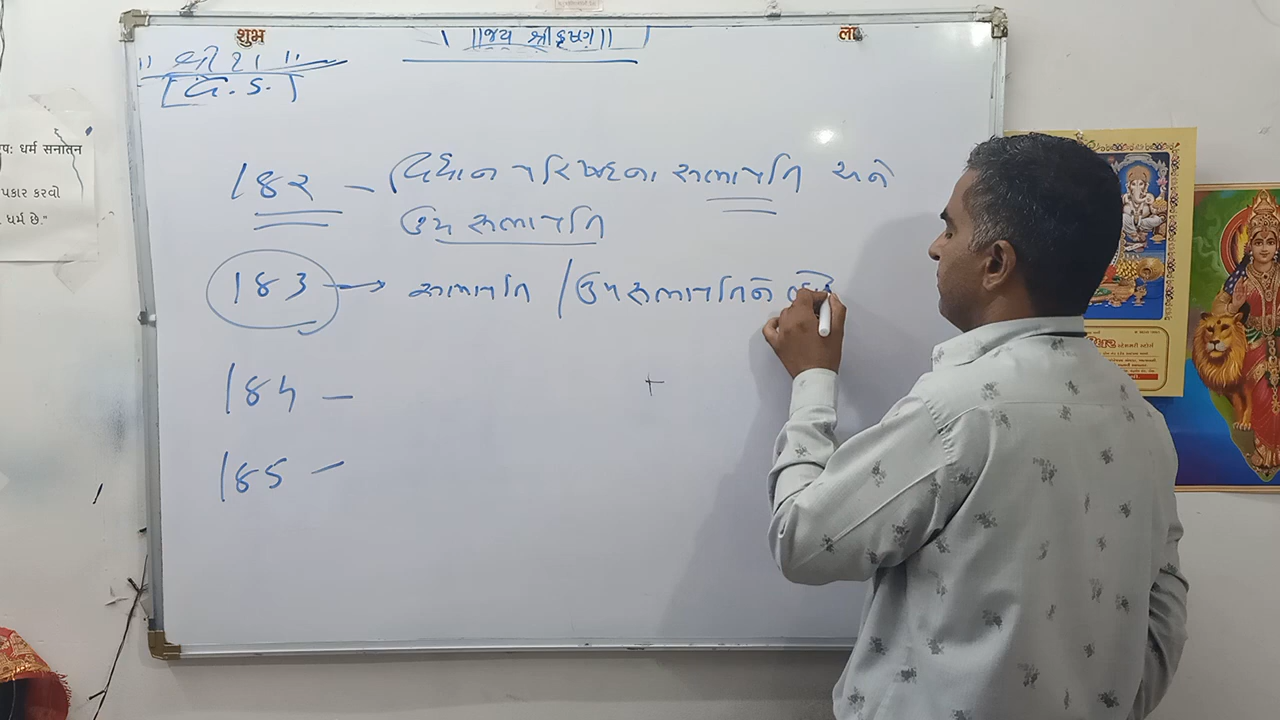 શુભ
॥જય શ્રી કૃષ્ણ॥
લા
॥ શ્રી ૨|ા ॥
[વિ.S.]
ષ: ધર્મ સનાતન
પકાર કરવો
ધર્મ છે."
182 – વિધાન પરિષદના સભાપતિ અને
ઉપ સભાપતિ
183 → સભાપતિ / ઉપસભાપતિને
184 –
185 –